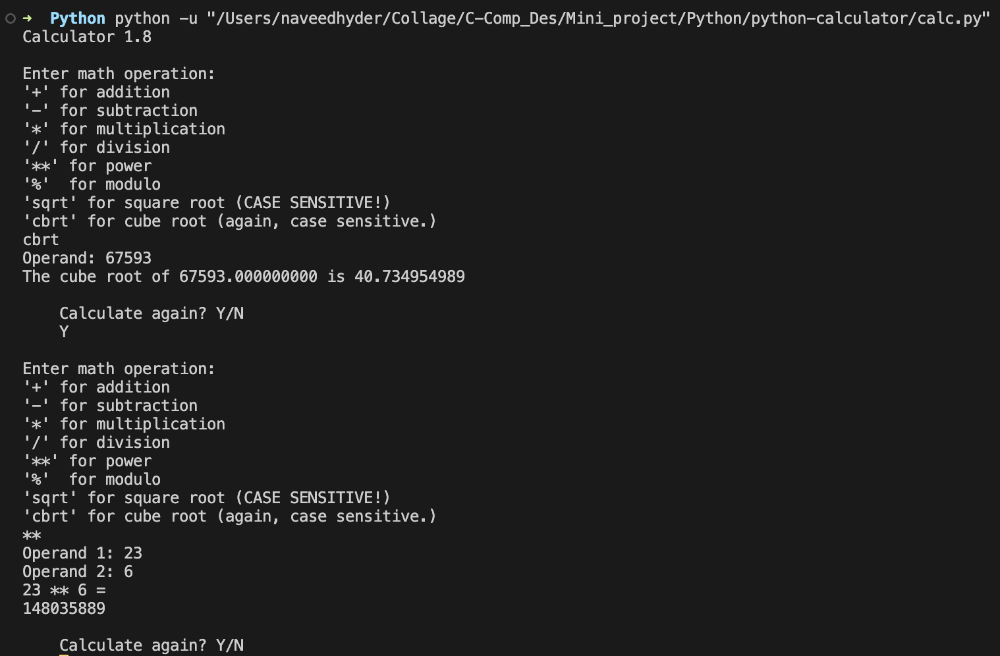 ➜  Python python -u "/Users/naveedhyder/Collage/C-Comp_Des/Mini_project/Python/python-calculator/calc.py"
Calculator 1.8

Enter math operation:
'+' for addition
'-' for subtraction
'*' for multiplication
'/' for division
'**' for power
'%'  for modulo
'sqrt' for square root (CASE SENSITIVE!)
'cbrt' for cube root (again, case sensitive.)
cbrt
Operand: 67593
The cube root of 67593.000000000 is 40.734954989

    Calculate again? Y/N
    Y

Enter math operation:
'+' for addition
'-' for subtraction
'*' for multiplication
'/' for division
'**' for power
'%'  for modulo
'sqrt' for square root (CASE SENSITIVE!)
'cbrt' for cube root (again, case sensitive.)
**
Operand 1: 23
Operand 2: 6
23 ** 6 =
148035889

    Calculate again? Y/N